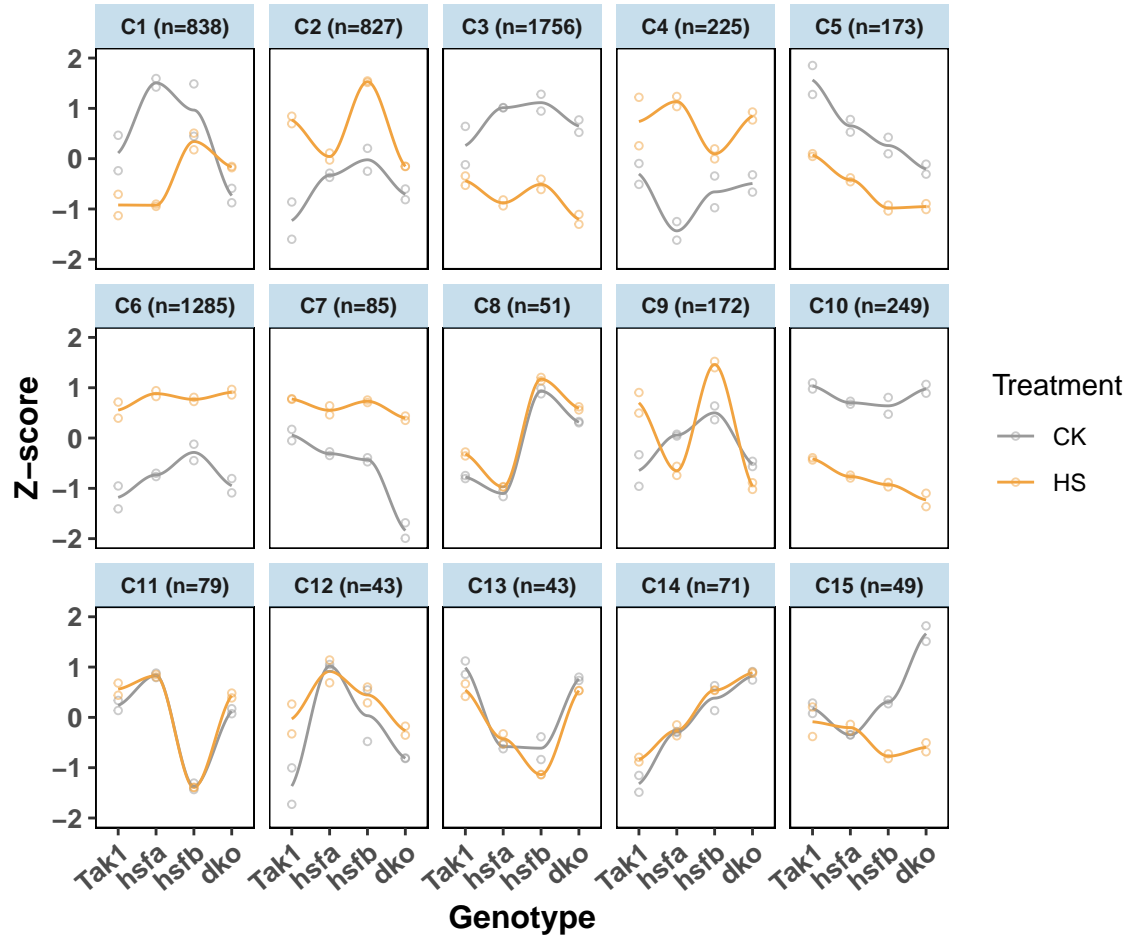 C1 (n=838) C2 (n=827) C3 (n=1756) C4 (n=225) C5 (n=173)
2
1
0
−1
−2
C6 (n=1285) C7 (n=85) C8 (n=51) C9 (n=172) C10 (n=249)
2
1
0
−1
−2
Z−score
Treatment
CK
HS
C11 (n=79) C12 (n=43) C13 (n=43) C14 (n=71) C15 (n=49)
2
1
0
−1
−2
Tak1 hsfa hsfb dko Tak1 hsfa hsfb dko Tak1 hsfa hsfb dko Tak1 hsfa hsfb dko Tak1 hsfa hsfb dko
Genotype